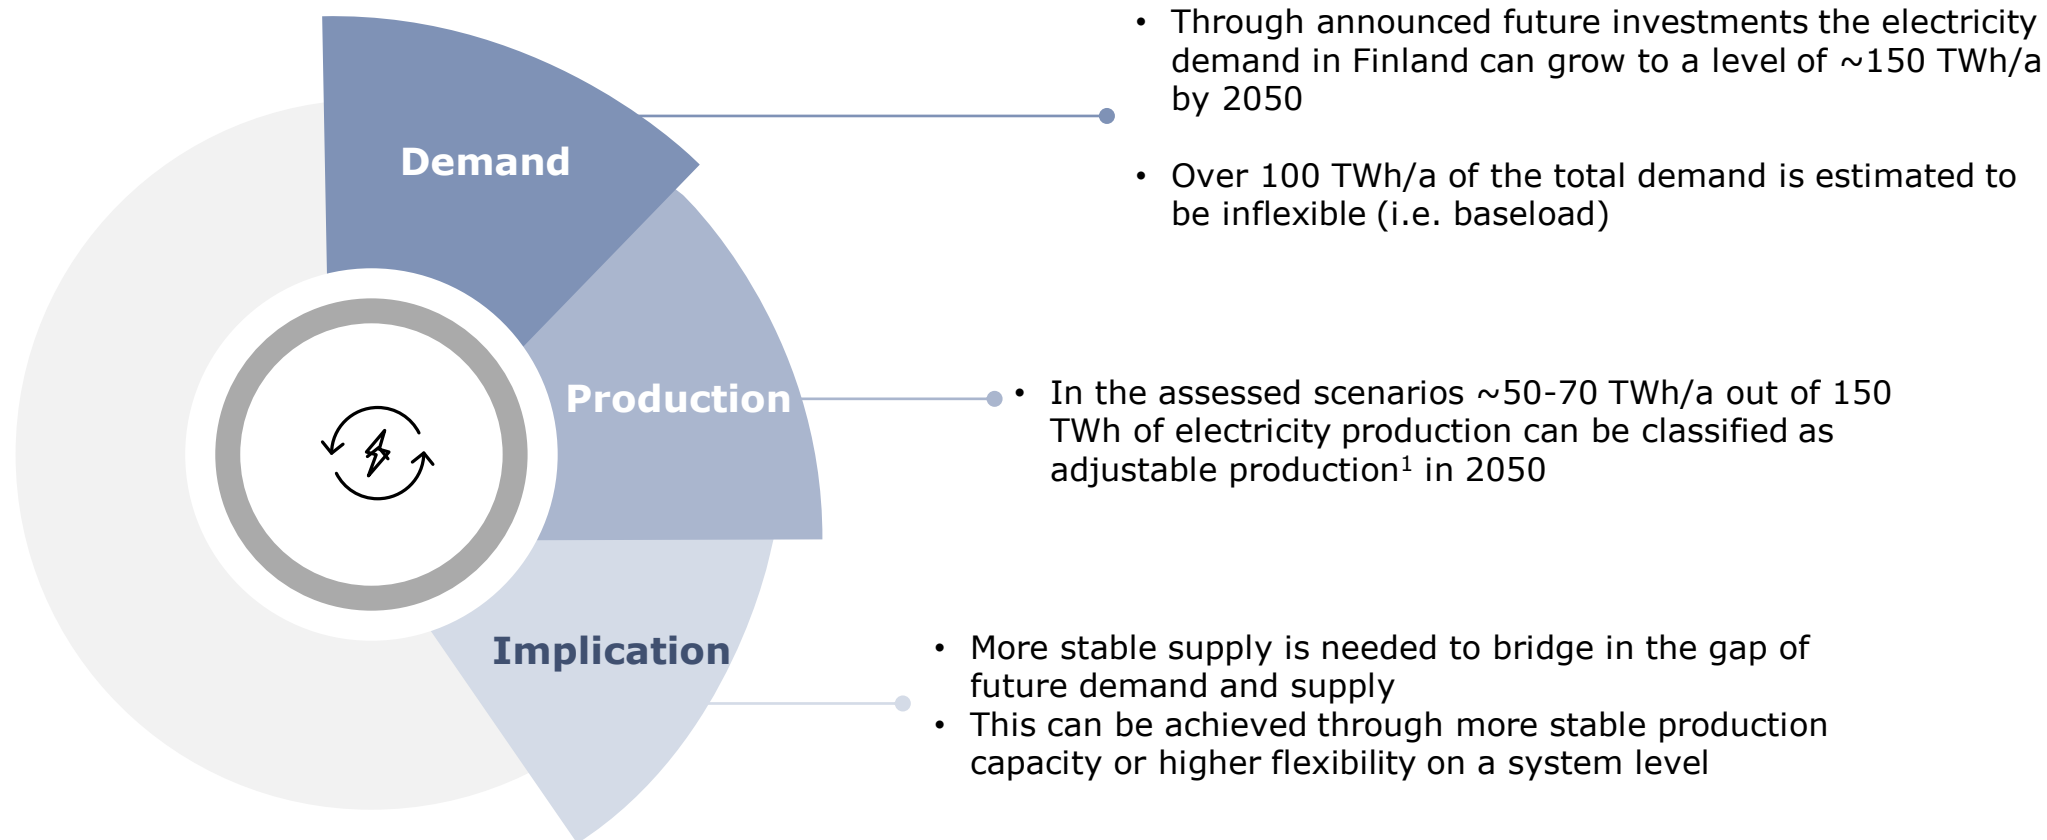 Demand
• Through announced future investments the electricity
demand in Finland can grow to a level of ~150 TWh/a
by 2050
• Over 100 TWh/a of the total demand is estimated to
be inflexible (i.e. baseload)
Production
• In the assessed scenarios ~50-70 TWh/a out of 150
TWh of electricity production can be classified as
adjustable production¹ in 2050
Implication
• More stable supply is needed to bridge in the gap of
future demand and supply
• This can be achieved through more stable production
capacity or higher flexibility on a system level